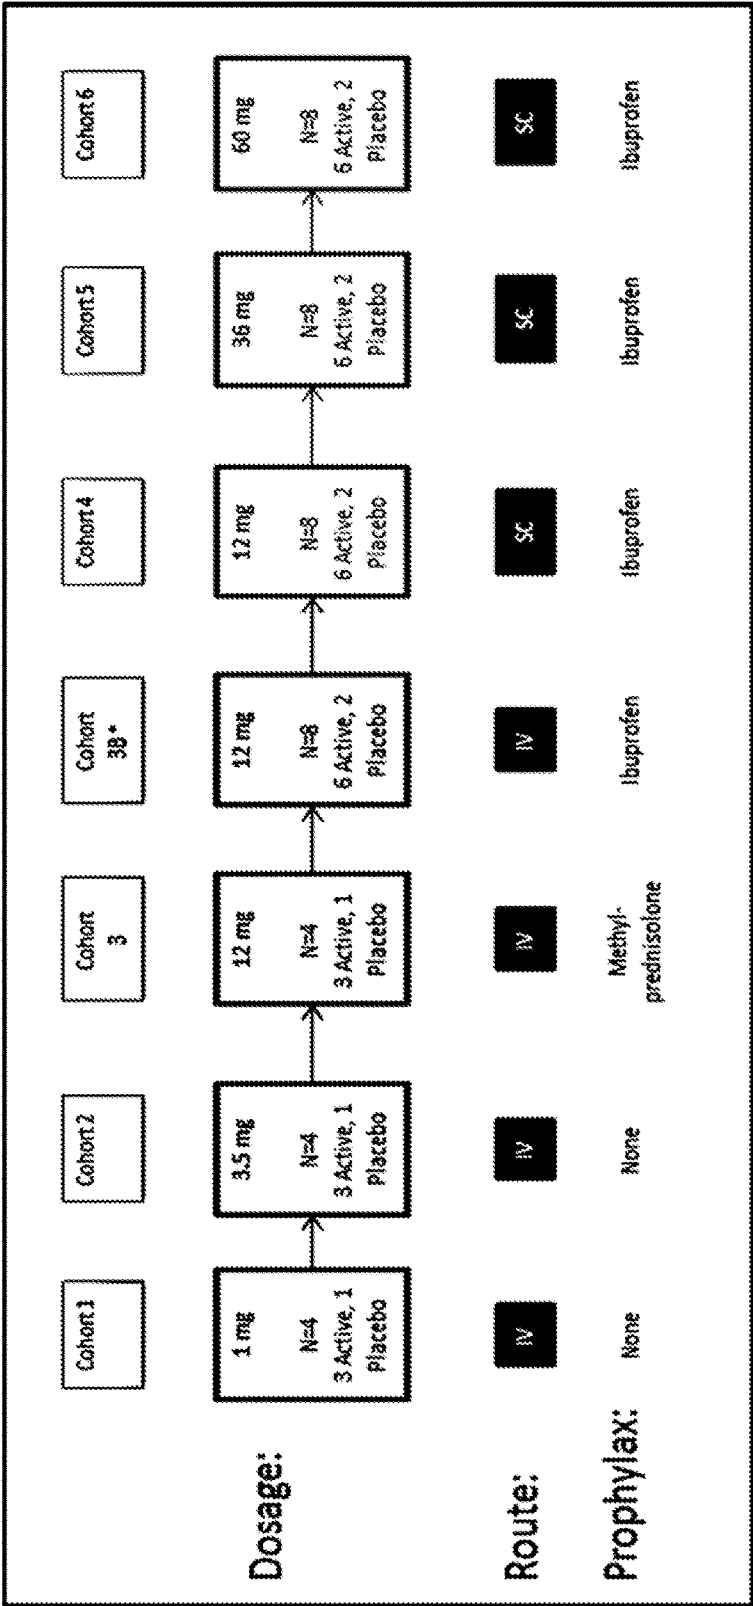 Cohort 1
Cohort 2
Cohort
3
Cohort
3B*
Cohort 4
Cohort 5
Cohort 6
Dosage:
1 mg
N=4
3 Active, 1
Placebo
3.5 mg
N=4
3 Active, 1
Placebo
12 mg
N=4
3 Active, 1
Placebo
12 mg
N=8
6 Active, 2
Placebo
12 mg
N=8
6 Active, 2
Placebo
36 mg
N=8
6 Active, 2
Placebo
60 mg
N=8
6 Active, 2
Placebo
Route:
IV
IV
IV
IV
SC
SC
SC
Prophylax:
None
None
Methyl-
prednisolone
Ibuprofen
Ibuprofen
Ibuprofen
Ibuprofen